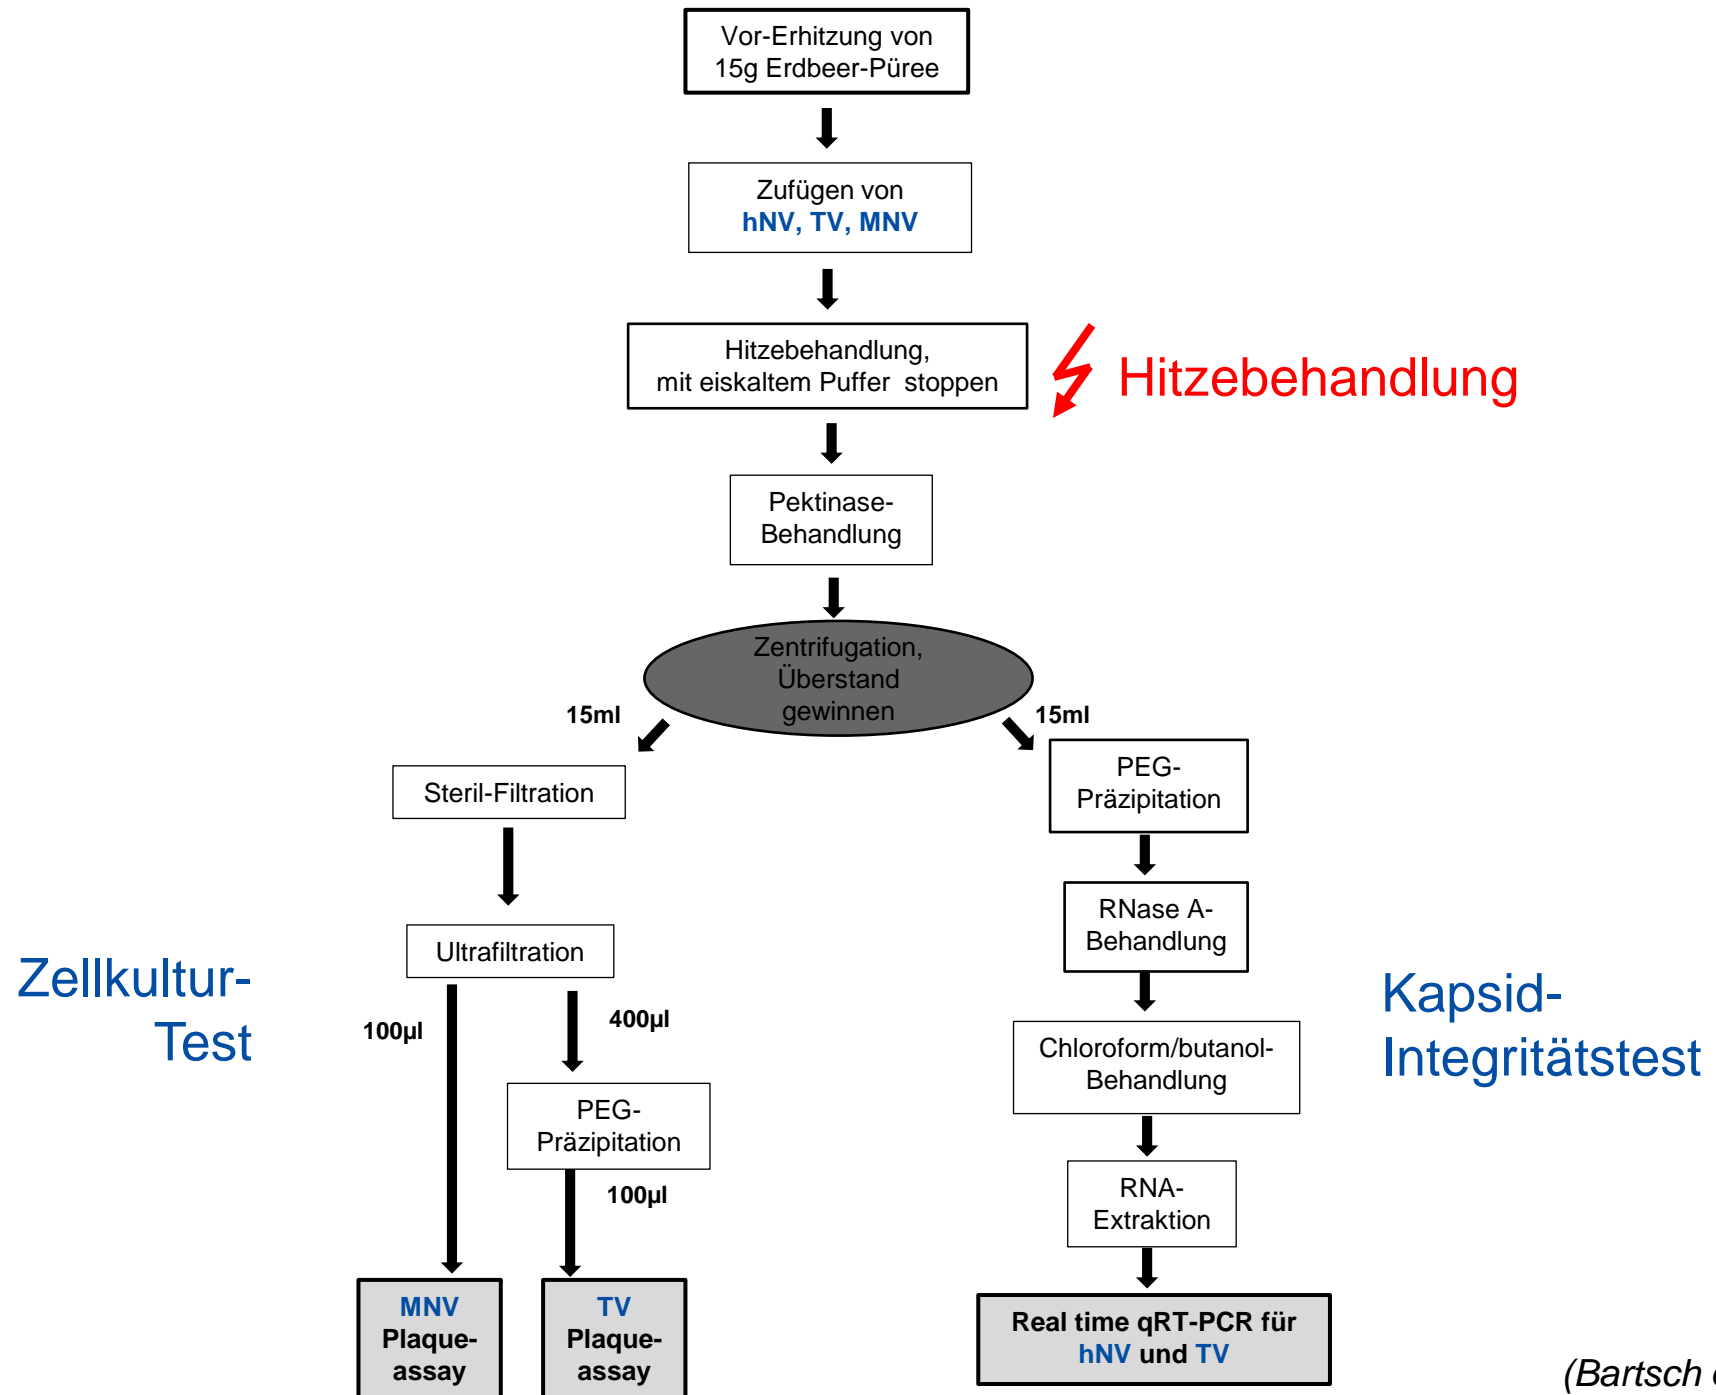 Vor-Erhitzung von
15g Erdbeer-Püree
Zufügen von
hNV, TV, MNV
Hitzebehandlung,
mit eiskaltem Puffer stoppen
Hitzebehandlung
Pektinase-
Behandlung
Zentrifugation,
Überstand
gewinnen
15ml
15ml
Steril-Filtration
PEG-
Präzipitation
Ultrafiltration
RNase A-
Behandlung
Zellkultur-
Test
Kapsid-
Integritätstest
100µl
400µl
Chloroform/butanol-
Behandlung
PEG-
Präzipitation
100µl
RNA-
Extraktion
MNV
Plaque-
assay
TV
Plaque-
assay
Real time qRT-PCR für
hNV und TV
(Bartsch